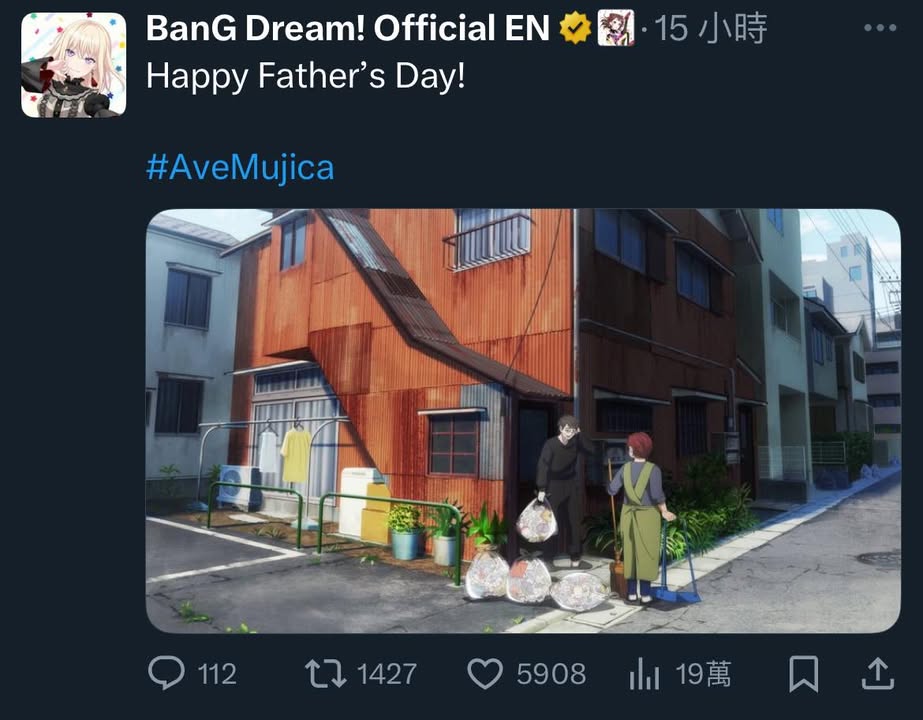 BanG Dream! Official EN · 15 小時
Happy Father’s Day!
#AveMujica
112 1427 5908 19萬